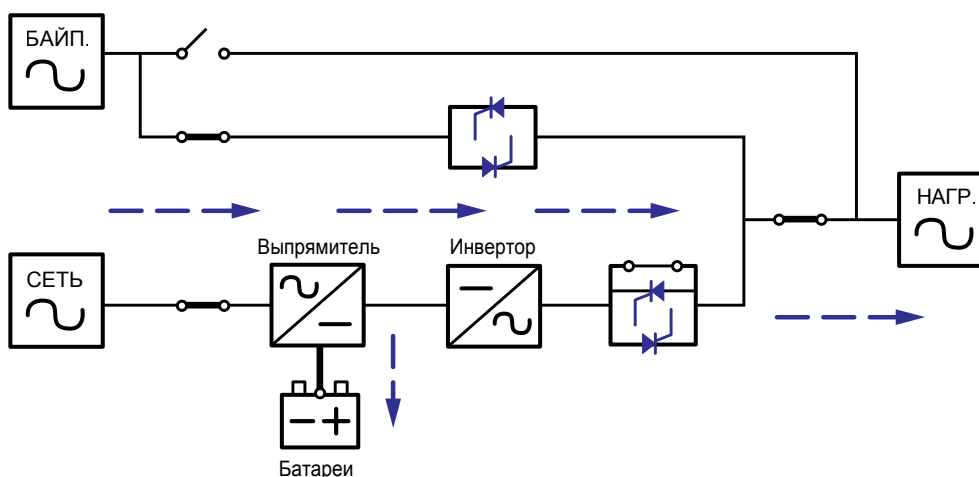 БАЙП.
НАГР.
Выпрямитель
Инвертор
СЕТЬ
Батареи